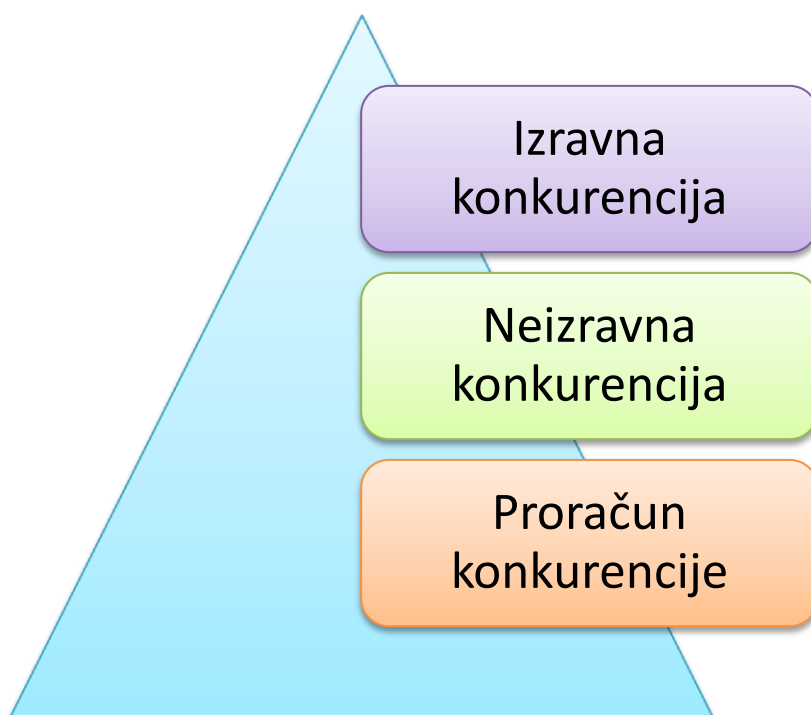 Izravna
konkurencija
Neizravna
konkurencija
Proračun
konkurencije